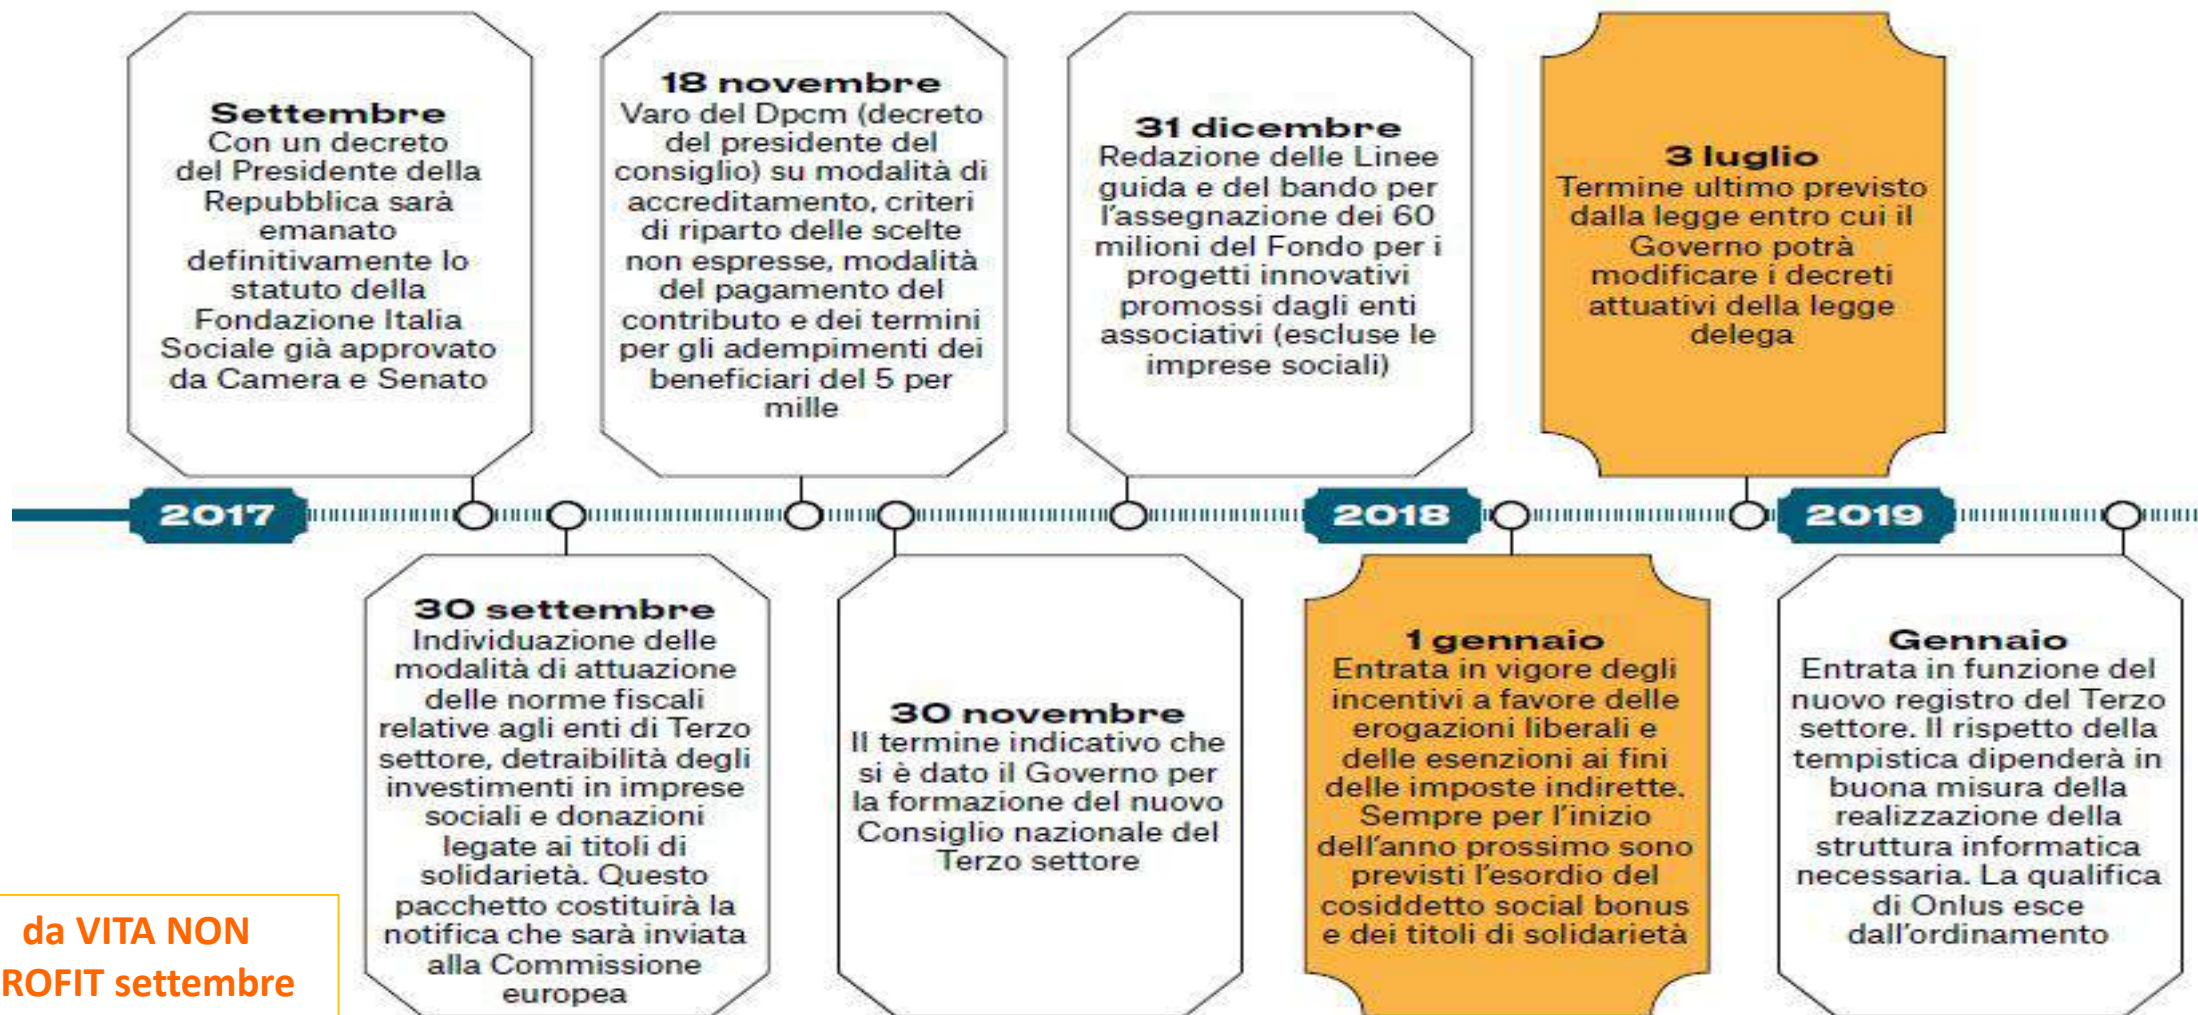 Settembre
Con un decreto
del Presidente della
Repubblica sarà
emanato
definitivamente lo
statuto della
Fondazione Italia
Sociale già approvato
da Camera e Senato
18 novembre
Varo del Dpcm (decreto
del presidente del
consiglio) su modalità di
accreditamento, criteri
di riparto delle scelte
non espresse, modalità
del pagamento del
contributo e dei termini
per gli adempimenti dei
beneficiari del 5 per
mille
31 dicembre
Redazione delle Linee
guida e del bando per
l'assegnazione dei 60
milioni del Fondo per i
progetti innovativi
promossi dagli enti
associativi (escluse le
imprese sociali)
3 luglio
Termine ultimo previsto
dalla legge entro cui il
Governo potrà
modificare i decreti
attuativi della legge
delega
2017
2018
2019
30 settembre
Individuazione delle
modalità di attuazione
delle norme fiscali
relative agli enti di Terzo
settore, detraibilità degli
investimenti in imprese
sociali e donazioni
legate ai titoli di
solidarietà. Questo
pacchetto costituirà la
notifica che sarà inviata
alla Commissione
europea
30 novembre
Il termine indicativo che
si è dato il Governo per
la formazione del nuovo
Consiglio nazionale del
Terzo settore
1 gennaio
Entrata in vigore degli
incentivi a favore delle
erogazioni liberali e
delle esenzioni ai fini
delle imposte indirette.
Sempre per l'inizio
dell'anno prossimo sono
previsti l'esordio del
cosiddetto social bonus
e dei titoli di solidarietà
Gennaio
Entrata in funzione del
nuovo registro del Terzo
settore. Il rispetto della
tempistica dipenderà in
buona misura della
realizzazione della
struttura informatica
necessaria. La qualifica
di Onlus esce
dall'ordinamento
da VITA NON
ROFIT settembre